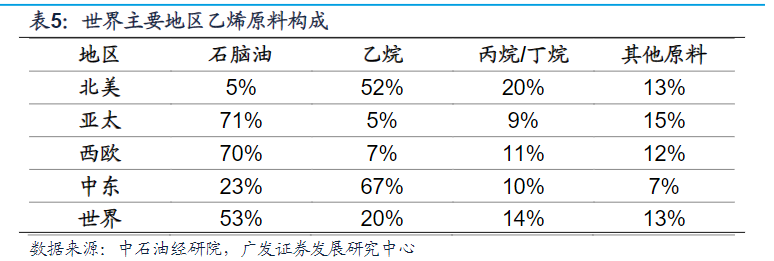 表5：世界主要地区乙烯原料构成
地区 石脑油 乙烷 丙烷/丁烷 其他原料
北美 5% 52% 20% 13%
亚太 71% 5% 9% 15%
西欧 70% 7% 11% 12%
中东 23% 67% 10% 7%
世界 53% 20% 14% 13%
数据来源：中石油经研院，广发证券发展研究中心